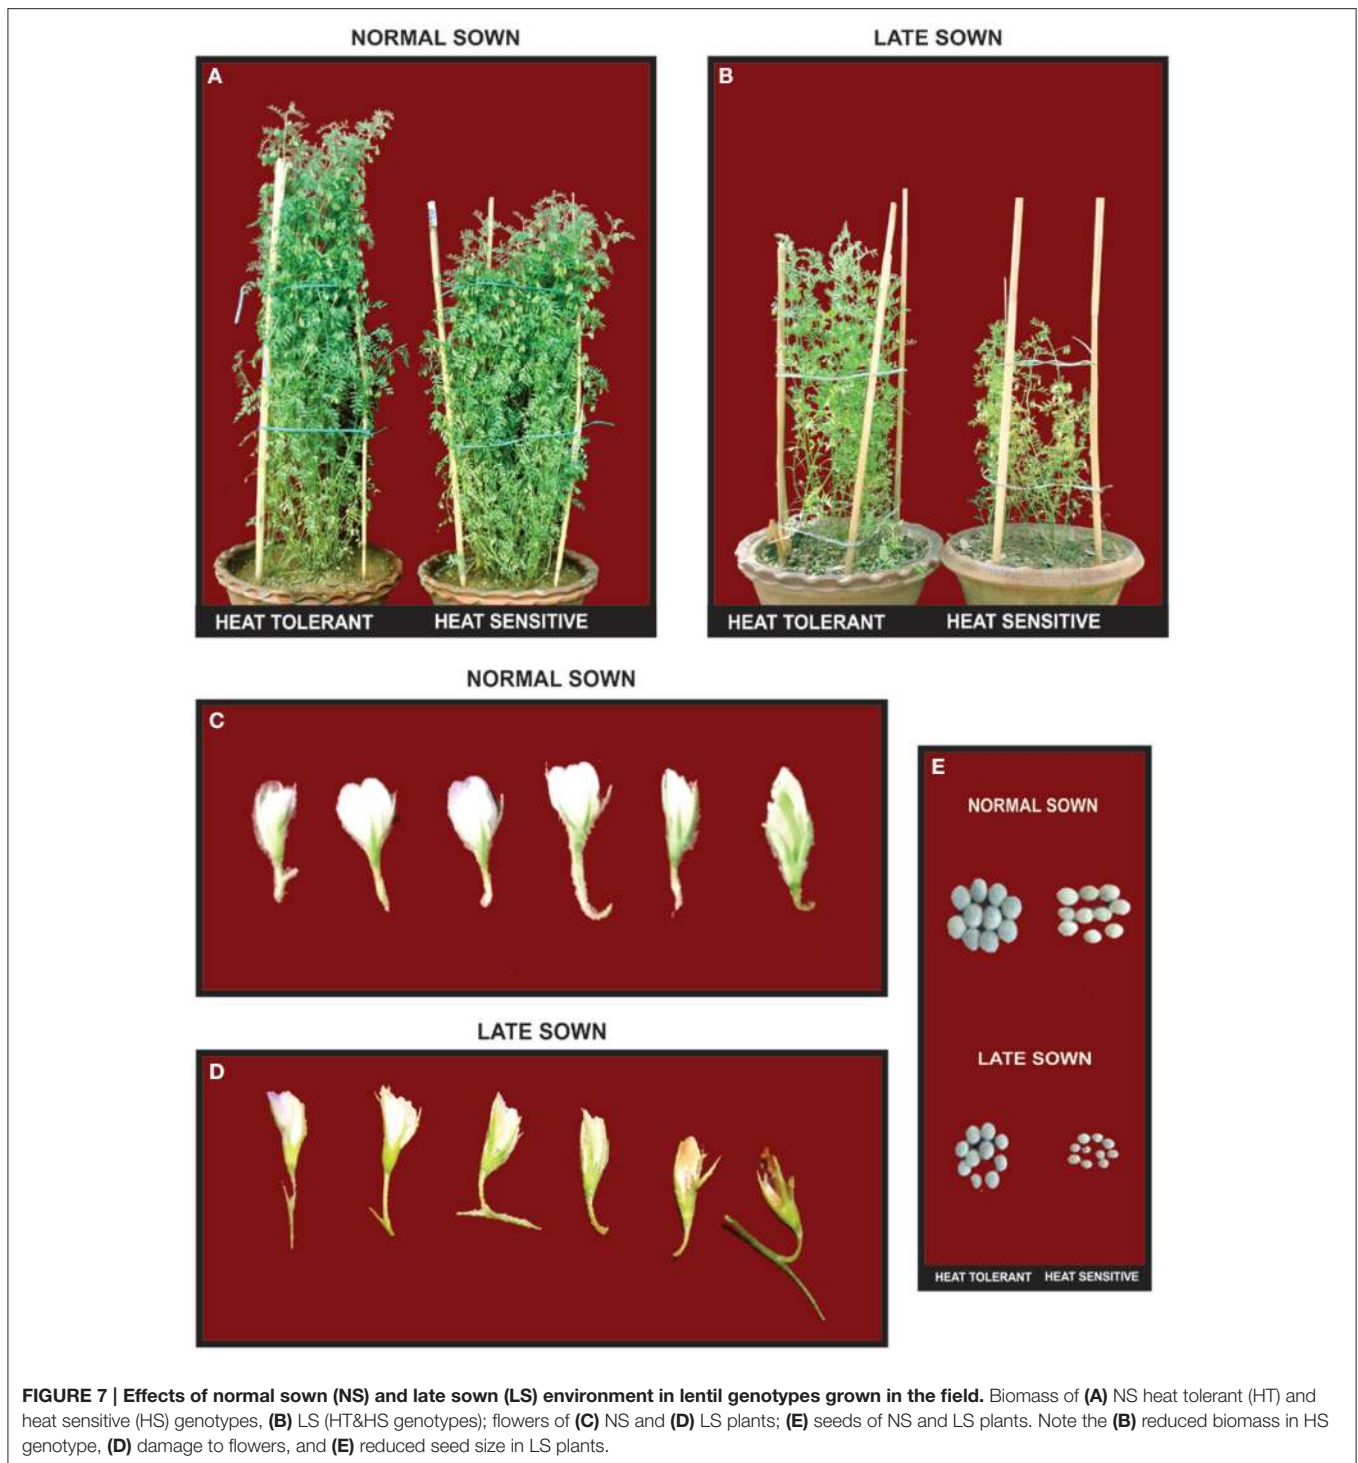 NORMAL SOWN
LATE SOWN
A
B
HEAT TOLERANT
HEAT SENSITIVE
HEAT TOLERANT
HEAT SENSITIVE
NORMAL SOWN
C
E
NORMAL SOWN
LATE SOWN
LATE SOWN
D
HEAT TOLERANT HEAT SENSITIVE
FIGURE 7 | Effects of normal sown (NS) and late sown (LS) environment in lentil genotypes grown in the field. Biomass of (A) NS heat tolerant (HT) and
heat sensitive (HS) genotypes, (B) LS (HT&HS genotypes); flowers of (C) NS and (D) LS plants; (E) seeds of NS and LS plants. Note the (B) reduced biomass in HS
genotype, (D) damage to flowers, and (E) reduced seed size in LS plants.